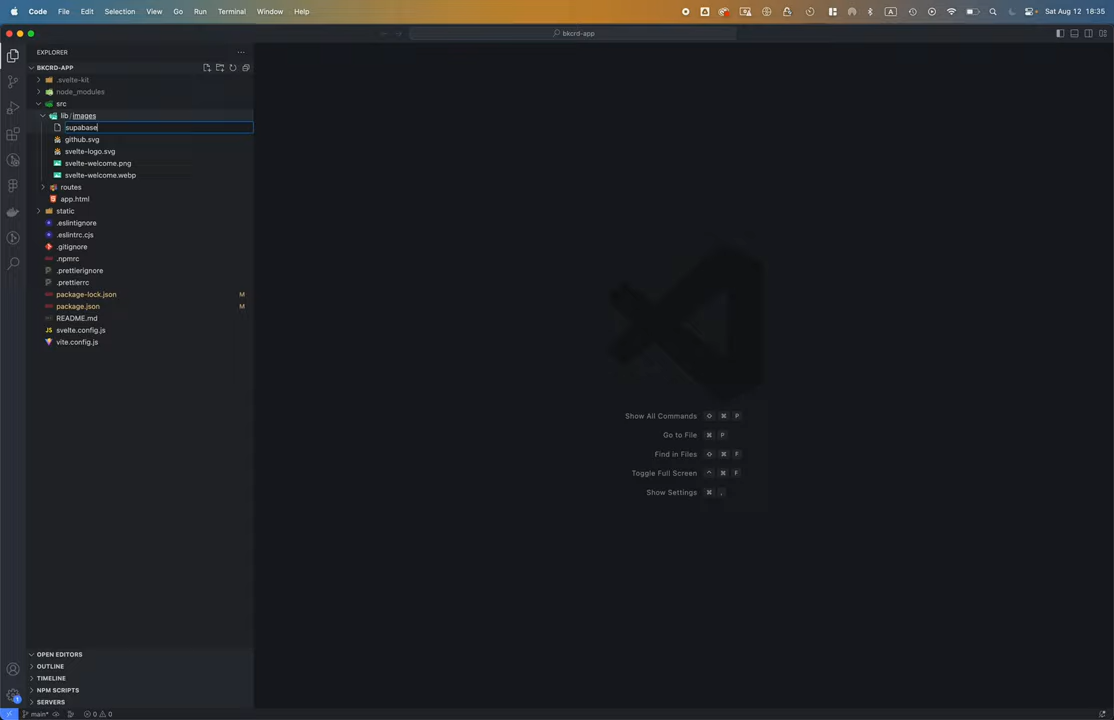 Code File Edit Selection View Go Run Terminal Window Help A Sat Aug 12 18:35
bkcrd-app
EXPLORER
BKCRD-APP
.svelte-kit
node_modules
src
lib / images
supabase
github.svg
svelte-logo.svg
svelte-welcome.png
svelte-welcome.webp
routes
app.html
static
.eslintignore
.eslintrc.cjs
.gitignore
.npmrc
.prettierignore
.prettierrc
package-lock.json M
package.json M
README.md
svelte.config.js
vite.config.js
Show All Commands ⇧ ⌘ P
Go to File ⌘ P
Find in Files ⇧ ⌘ F
Toggle Full Screen ^ ⌘ F
Show Settings ⌘ ,
OPEN EDITORS
OUTLINE
TIMELINE
NPM SCRIPTS
SERVERS
1
main* 0 0